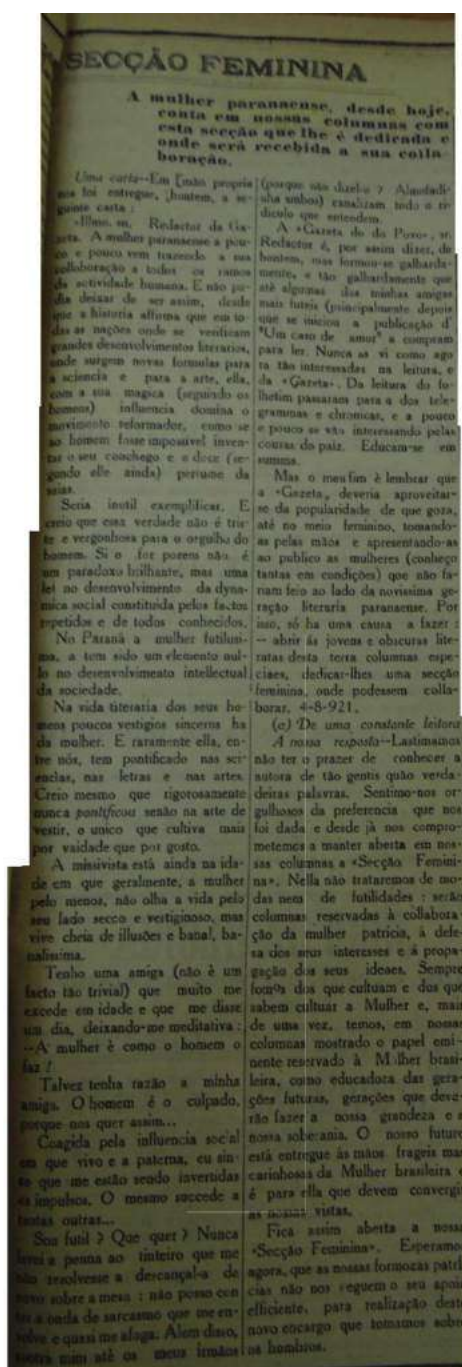 SECÇÃO FEMININA
A mulher paranaense, desde hoje,
conta em nossas columnas com
esta secção que lhe é dedicada e
onde será recebida a sua colla-
boração.
Uma carta--Em mão propria
nos foi entregue, hontem, a se-
guinte carta :
«Illmo. sr. Redactor da Ga-
zeta. A mulher paranaense a pou-
co e pouco vem trazendo a sua
collaboração a todos os ramos
da actividade humana. E não po-
dia deixar de ser assim, desde
que a historia affirma que em to-
das as nações onde se verificam
grandes desenvolvimentos literarios,
onde surgem novas formulas para
a sciencia e para a arte, ella,
com a sua magica (segundo os
homens) influencia domina o
movimento reformador, como se
ao homem fosse impossivel inven-
tar o seu conchego e o doce (se-
gundo elle ainda) perfume da
saias.
Seria inutil exemplificar. E
creio que essa verdade não é tris-
te e vergonhosa para o orgulho do
homem. Si o for porem não é
um paradoxo brilhante, mas uma
lei no desenvolvimento da dyna-
mica social constituida pelos factos
repetidos e de todos conhecidos.
No Paraná a mulher futilissi-
ma, a tem sido um elemento nul-
lo no desenvolvimento intellectual
da sociedade.
Na vida literaria dos seus ho-
mens poucos vestigios sinceros ha
da mulher. E raramente ella, en-
tre nós, tem pontificado nas sci-
encias, nas letras e nas artes.
Creio mesmo que rigorosamente
nunca pontificou senão na arte de
vestir, o unico que cultiva mais
por vaidade que por gosto.
A missivista está ainda na ida-
de em que geralmente, a mulher
pelo menos, não olha a vida pelo
seu lado secco e vertiginoso, mas
vive cheia de illusões e banal, ba-
nalissima.
Tenho uma amiga (não é um
facto tão trivial) que muito me
excede em idade e que me disse
um dia, deixando-me meditativa :
--A mulher é como o homem o
faz !
Talvez tenha razão a minha
amiga. O homem é o culpado,
porque nos quer assim...
Coagida pela influencia social
em que vivo e a paterna, eu sin-
to que me estão sendo invertidas
os impulsos. O mesmo succede a
tantas outras...
Sou futil ? Que quer ? Nunca
levei a penna ao tinteiro que me
não resolvesse a descançal-a de
novo sobre a mesa : não posso con-
ter a onda de sarcasmo que me en-
volve e quasi me afoga. Alem disso,
contra mim até os meus irmãos
(porque não dizel-o ? Almofadi-
nha ambos) canalizam todo o ri-
diculo que entendem.
A «Gazeta do do Povo», sr.
Redactor é, por assim dizer, de
hontem, mas formou-se galharda-
mente, e tão galhardamente que
até algumas das minhas amigas
mais futeis (principalmente depois
que se iniciou a publicação d'
"Um caso de amor" a compram
para ler. Nunca as vi como ago
ra tão interessadas na leitura, e
da «Gazeta». Da leitura do fo-
lhetim passaram para a dos tele-
grammas e chronicas, e a pouco
e pouco se vão interessando pelas
cousas do paiz. Educam-se em
summa.
Mas o meu fim é lembrar que
a «Gazeta» deveria aproveitar-
se da popularidade de que goza,
até no meio feminino, tomando-
as pelas mãos e apresentando-as
ao publico as mulheres (conheço
tantas em condições) que não fa-
riam feio ao lado da novissima ge-
ração literaria paranaense. Por
isso, só ha uma causa a fazer :
-- abrir ás jovens e obscuras lite-
ratas desta terra columnas espe-
ciaes, dedicar-lhes uma secção
feminina, onde podessem colla-
borar. 4-8-921.
(a) De uma constante leitora
A nossa resposta--Lastimamos
não ter o prazer de conhecer a
autora de tão gentis quão verda-
deiras palavras. Sentimo-nos or-
gulhosos da preferencia que nos
foi dada e desde já nos compro-
metemos a manter aberta em nos-
sas columnas a «Secção Femini-
na». Nella não trataremos de mo-
das nem de futilidades : serão
columnas reservadas á collabora-
ção da mulher patricia, á defe-
sa dos seus interesses e á propa-
gação dos seus ideaes. Sempre
fomos dos que cultuam e dos que
sabem cultuar a Mulher e, mais
de uma vez, temos, em nossas
columnas mostrado o papel emi-
nente reservado à Mulher brasi-
leira, como educadora das gera-
ções futuras, gerações que deve-
rão fazer a nossa grandeza e a
nossa soberania. O nosso futuro
está entregue ás mãos frageis mas
carinhosas da Mulher brasileira e
é para ella que devem convergir
as nossas vistas.
Fica assim aberta a nossa
«Secção Feminina». Esperamos
agora, que as nossas formozas patri
cias não nos reguem o seu apoio
efficiente, para realização deste
novo encargo que tomamos sobre
os hombros.